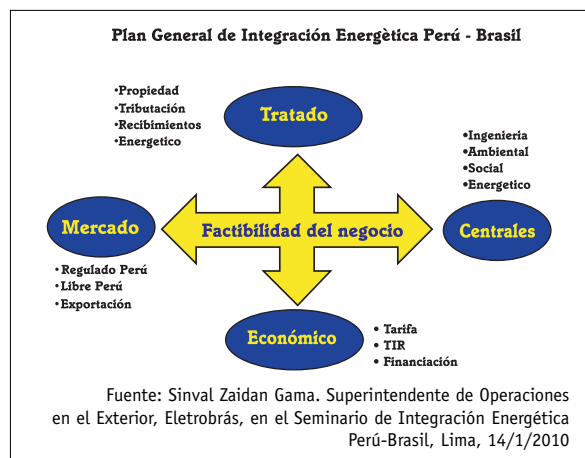 Plan General de Integración Energètica Perú - Brasil
•Propiedad
•Tributación
•Recibimientos
•Energetico
Tratado
•Ingenieria
•Ambiental
•Social
•Energetico
Mercado
Factibilidad del negocio
Centrales
• Regulado Perú
• Libre Perú
• Exportación
Económico
• Tarifa
• TIR
• Financiación
Fuente: Sinval Zaidan Gama. Superintendente de Operaciones
en el Exterior, Eletrobrás, en el Seminario de Integración Energética
Perú-Brasil, Lima, 14/1/2010